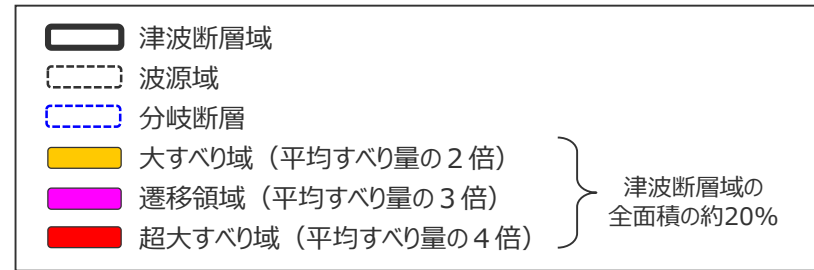 津波断層域
波源域
分岐断層
大すべり域（平均すべり量の２倍）
遷移領域（平均すべり量の３倍）
超大すべり域（平均すべり量の４倍）
津波断層域の
全面積の約20%